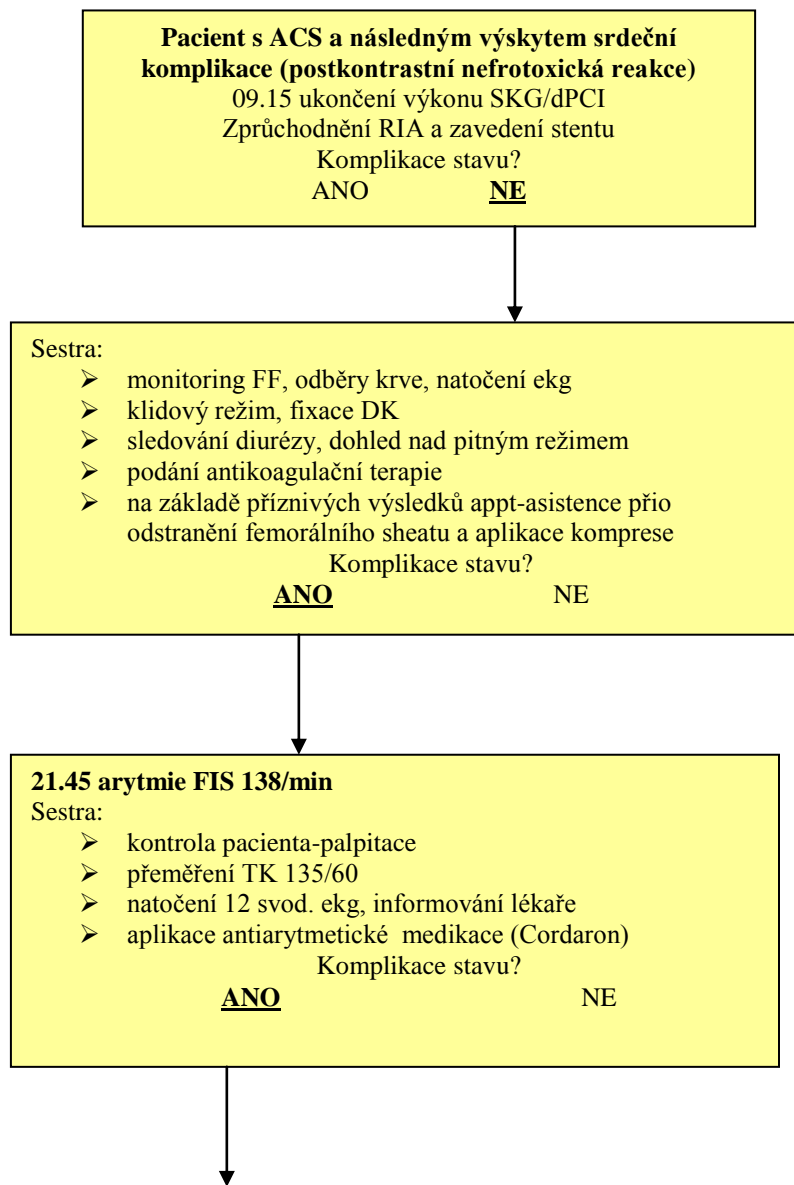 Pacient s ACS a následným výskytem srdeční
komplikace (postkontrastní nefrotoxická reakce)
09.15 ukončení výkonu SKG/dPCI
Zprůchodnění RIA a zavedení stentu
Komplikace stavu?
ANO NE
Sestra:
➢ monitoring FF, odběry krve, natočení ekg
➢ klidový režim, fixace DK
➢ sledování diurézy, dohled nad pitným režimem
➢ podání antikoagulační terapie
➢ na základě příznivých výsledků appt-asistence přio
odstranění femorálního sheatu a aplikace komprese
Komplikace stavu?
ANO NE
21.45 arytmie FIS 138/min
Sestra:
➢ kontrola pacienta-palpitace
➢ přeměření TK 135/60
➢ natočení 12 svod. ekg, informování lékaře
➢ aplikace antiarytmetické medikace (Cordaron)
Komplikace stavu?
ANO NE